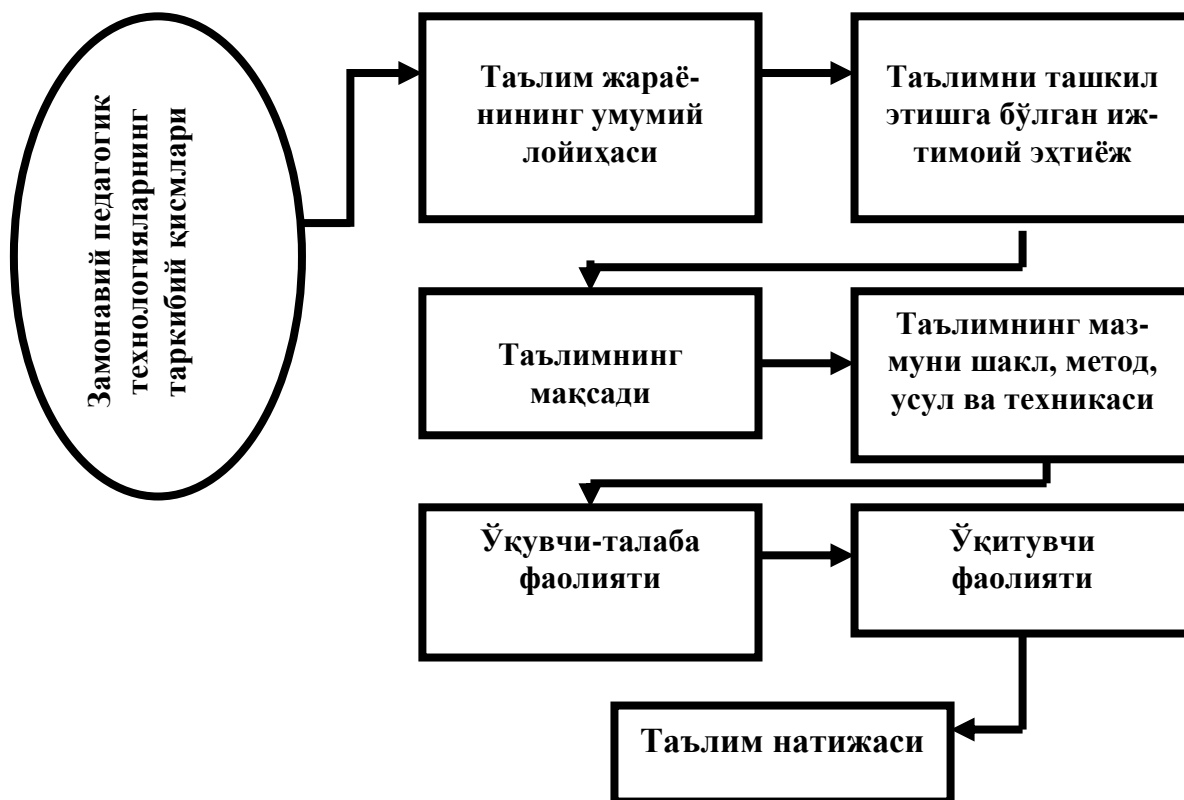 Замонавий педагогик
технологияларнинг
таркибий қисмлари
Таълим жараё-
нининг умумий
лойиҳаси
Таълимни ташкил
этишга бўлган иж-
тимоий эҳтиёж
Таълимнинг
мақсади
Таълимнинг маз-
муни шакл, метод,
усул ва техникаси
Ўқувчи-талаба
фаолияти
Ўқитувчи
фаолияти
Таълим натижаси